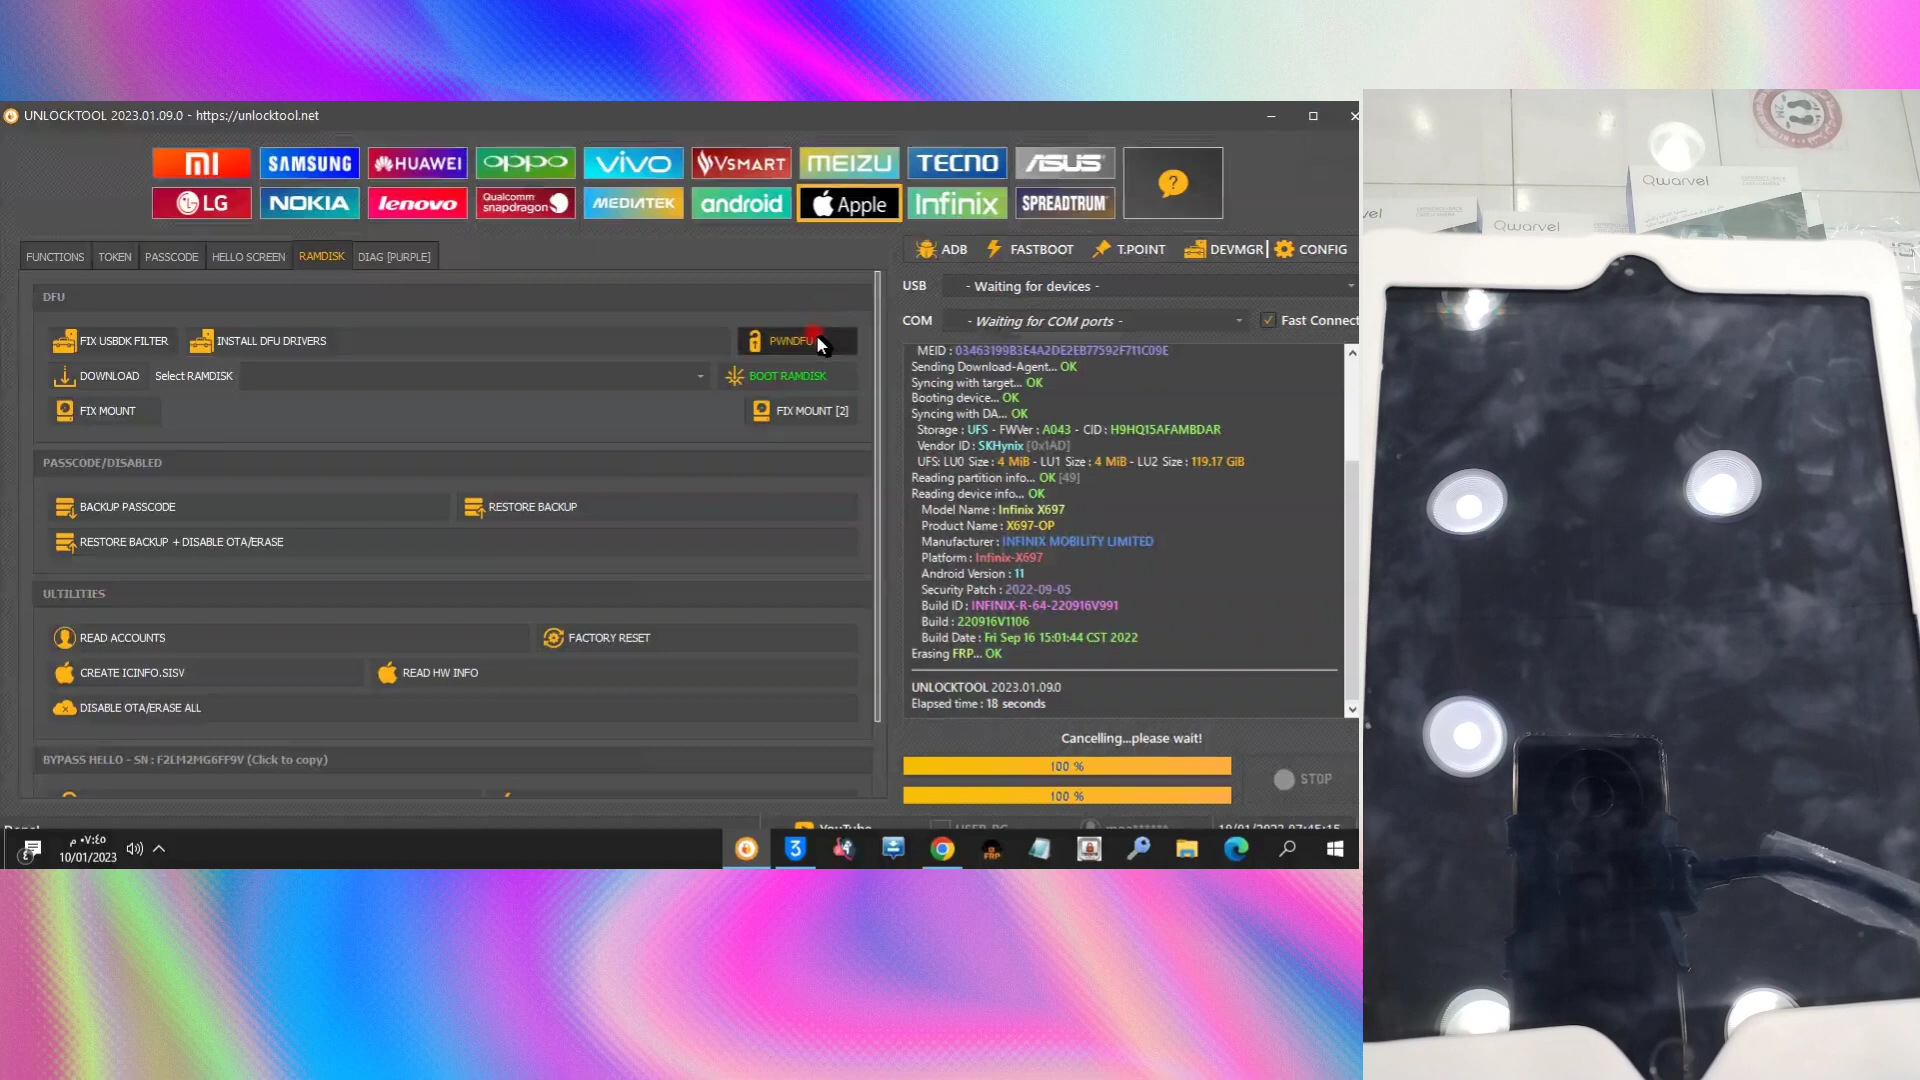 UNLOCKTOOL 2023.01.09.0 - https://unlocktool.net
MI SAMSUNG HUAWEI oppo vivo VSMART MEIZU TECNO ASUS ?
LG NOKIA lenovo Qualcomm snapdragon MEDIATEK android Apple Infinix SPREADTRUM
FUNCTIONS TOKEN PASSCODE HELLO SCREEN RAMDISK DIAG [PURPLE]
DFU
FIX USBDK FILTER INSTALL DFU DRIVERS PWNDFU
DOWNLOAD Select RAMDISK BOOT RAMDISK
FIX MOUNT FIX MOUNT [2]
PASSCODE/DISABLED
BACKUP PASSCODE RESTORE BACKUP
RESTORE BACKUP + DISABLE OTA/ERASE
ULTILITIES
READ ACCOUNTS FACTORY RESET
CREATE ICINFO.SISV READ HW INFO
DISABLE OTA/ERASE ALL
BYPASS HELLO - SN : F2LM2MG6FF9V (Click to copy)
ADB FASTBOOT T.POINT DEVMGR CONFIG
USB - Waiting for devices -
COM - Waiting for COM ports - Fast Connect
MEID : 03463199B3E4A2DE2EB77592F711C09E
Sending Download-Agent... OK
Syncing with target... OK
Booting device... OK
Syncing with DA... OK
Storage : UFS - FWVer : A043 - CID : H9HQ15AFAMBDAR
Vendor ID : SKHynix [0x1AD]
UFS: LU0 Size : 4 MiB - LU1 Size : 4 MiB - LU2 Size : 119.17 GiB
Reading partition info... OK [49]
Reading device info... OK
Model Name : Infinix X697
Product Name : X697-OP
Manufacturer : INFINIX MOBILITY LIMITED
Platform : Infinix-X697
Android Version : 11
Security Patch : 2022-09-05
Build ID : INFINIX-R-64-220916V991
Build : 220916V1106
Build Date : Fri Sep 16 15:01:44 CST 2022
Erasing FRP... OK
UNLOCKTOOL 2023.01.09.0
Elapsed time : 18 seconds
Cancelling...please wait!
100 %
100 %
STOP
YouTube
٠٧:٤٥ م
10/01/2023
3
FRP
Qwarvel
Qwarvel
2M